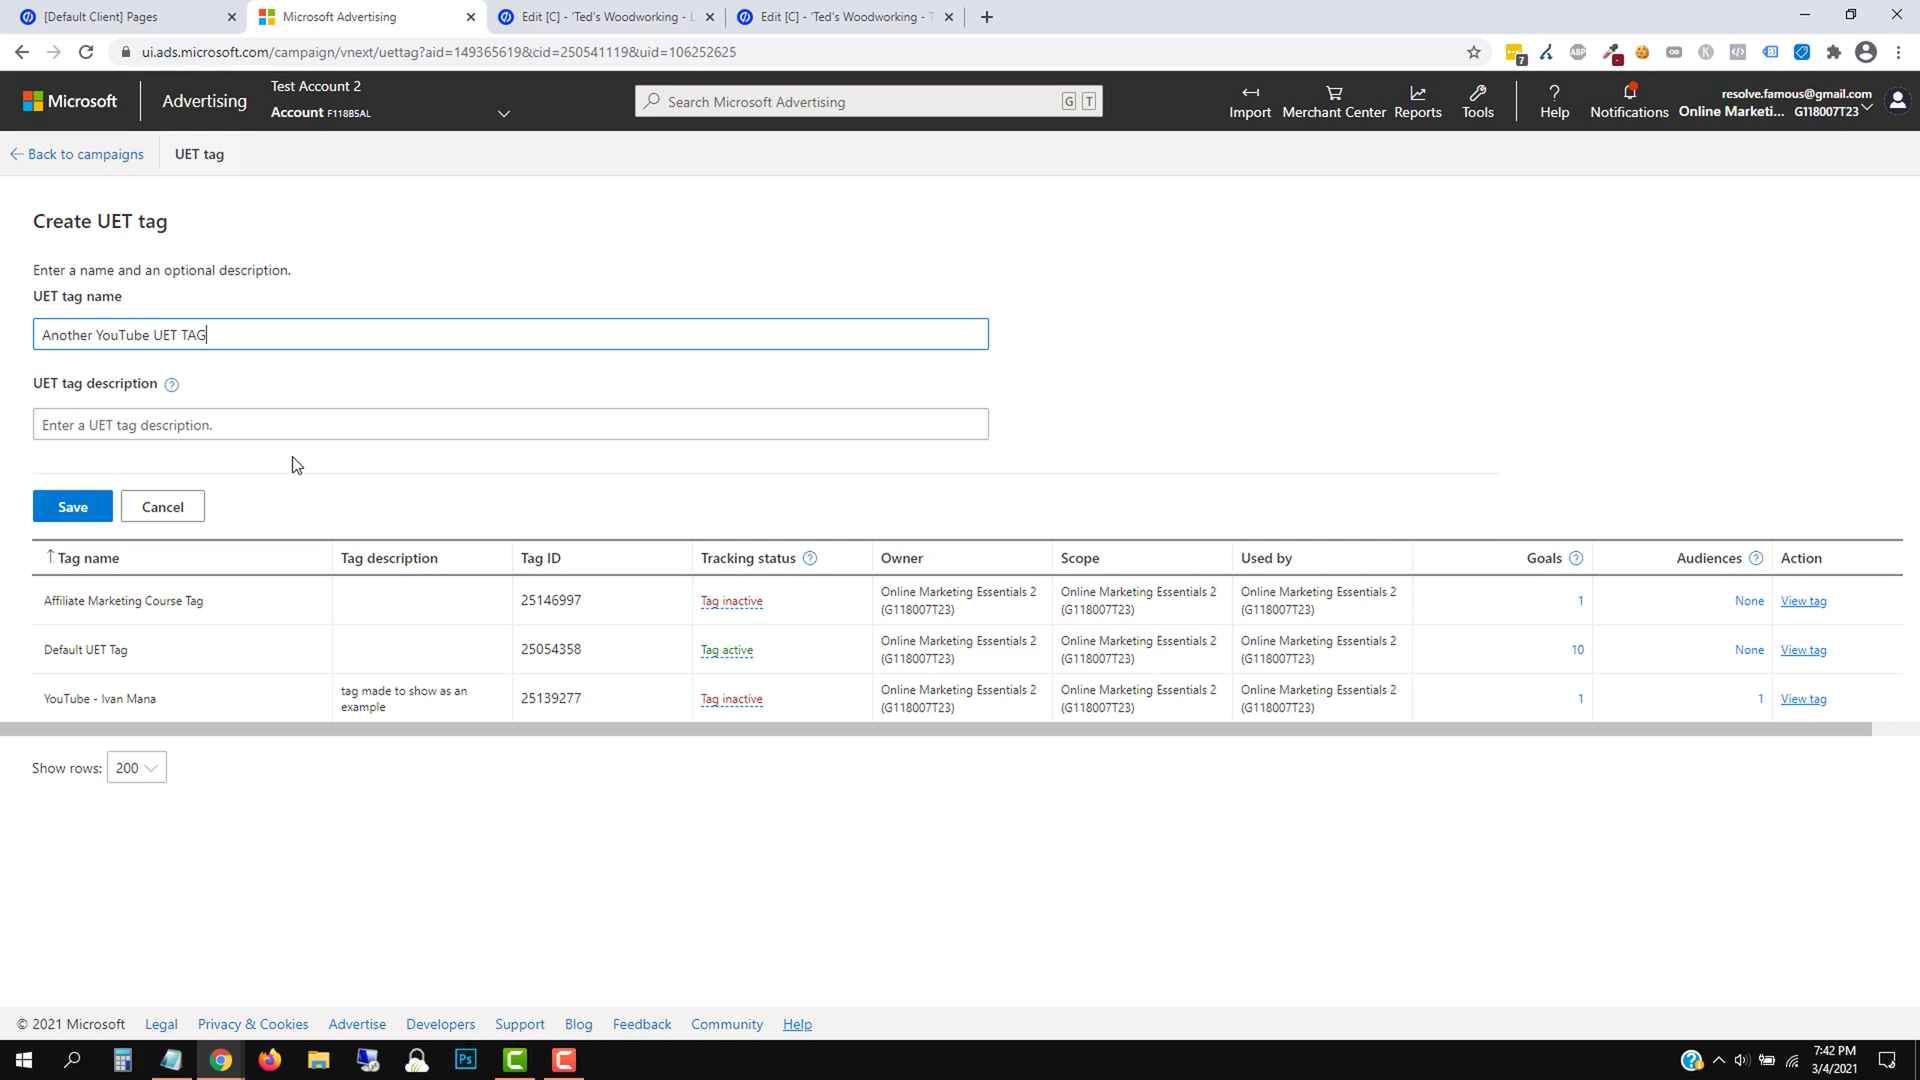 [Default Client] Pages
Microsoft Advertising
Edit [C] - 'Ted's Woodworking - L
Edit [C] - 'Ted's Woodworking - T
ui.ads.microsoft.com/campaign/vnext/uettag?aid=149365619&cid=250541119&uid=106252625
ABP
7
Microsoft
Advertising
Test Account 2
Account F118B5AL
Search Microsoft Advertising
G
T
Import
Merchant Center
Reports
Tools
Help
Notifications
resolve.famous@gmail.com
Online Marketi... G118007T23
Back to campaigns
UET tag
Create UET tag
Enter a name and an optional description.
UET tag name
Another YouTube UET TAG
UET tag description
Enter a UET tag description.
Save
Cancel
Tag name Tag description Tag ID Tracking status Owner Scope Used by Goals Audiences Action
Affiliate Marketing Course Tag 25146997 Tag inactive Online Marketing Essentials 2 (G118007T23) Online Marketing Essentials 2 (G118007T23) Online Marketing Essentials 2 (G118007T23) 1 None View tag
Default UET Tag 25054358 Tag active Online Marketing Essentials 2 (G118007T23) Online Marketing Essentials 2 (G118007T23) Online Marketing Essentials 2 (G118007T23) 10 None View tag
YouTube - Ivan Mana tag made to show as an example 25139277 Tag inactive Online Marketing Essentials 2 (G118007T23) Online Marketing Essentials 2 (G118007T23) Online Marketing Essentials 2 (G118007T23) 1 1 View tag
Show rows: 200
© 2021 Microsoft Legal Privacy & Cookies Advertise Developers Support Blog Feedback Community Help
Ps
7:42 PM
3/4/2021